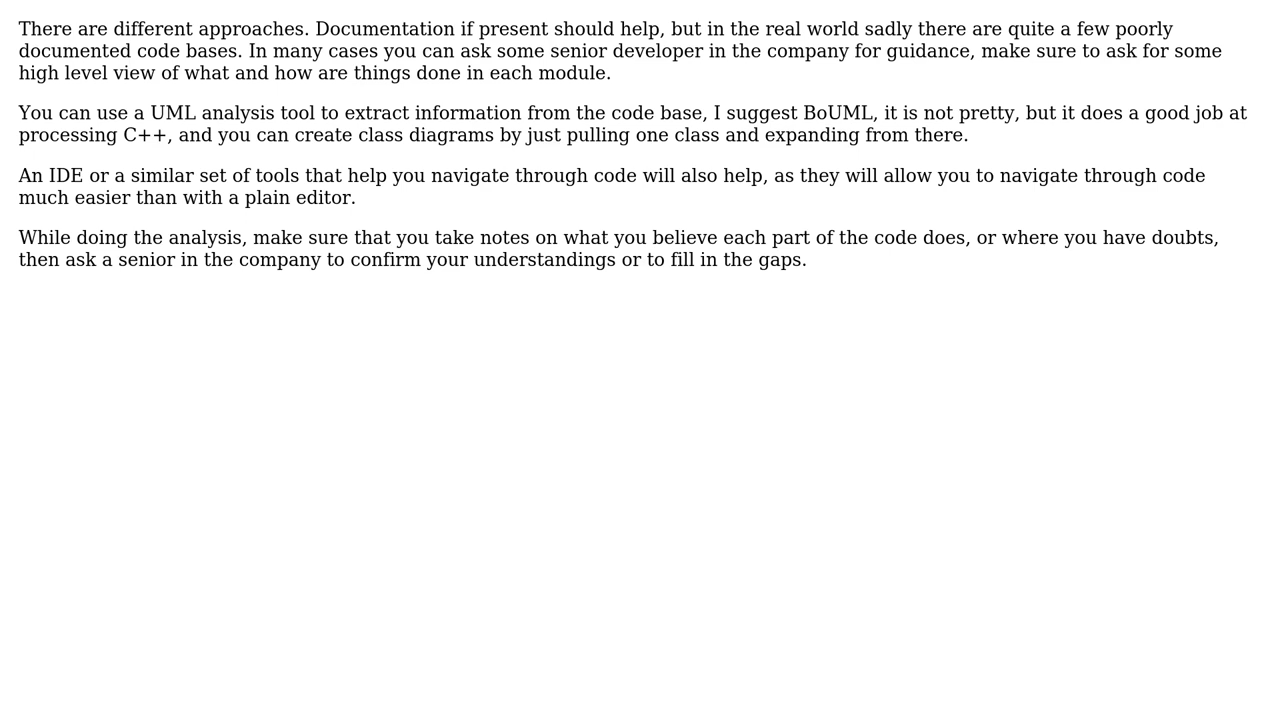 There are different approaches. Documentation if present should help, but in the real world sadly there are quite a few poorly
documented code bases. In many cases you can ask some senior developer in the company for guidance, make sure to ask for some
high level view of what and how are things done in each module.
You can use a UML analysis tool to extract information from the code base, I suggest BoUML, it is not pretty, but it does a good job at
processing C++, and you can create class diagrams by just pulling one class and expanding from there.
An IDE or a similar set of tools that help you navigate through code will also help, as they will allow you to navigate through code
much easier than with a plain editor.
While doing the analysis, make sure that you take notes on what you believe each part of the code does, or where you have doubts,
then ask a senior in the company to confirm your understandings or to fill in the gaps.